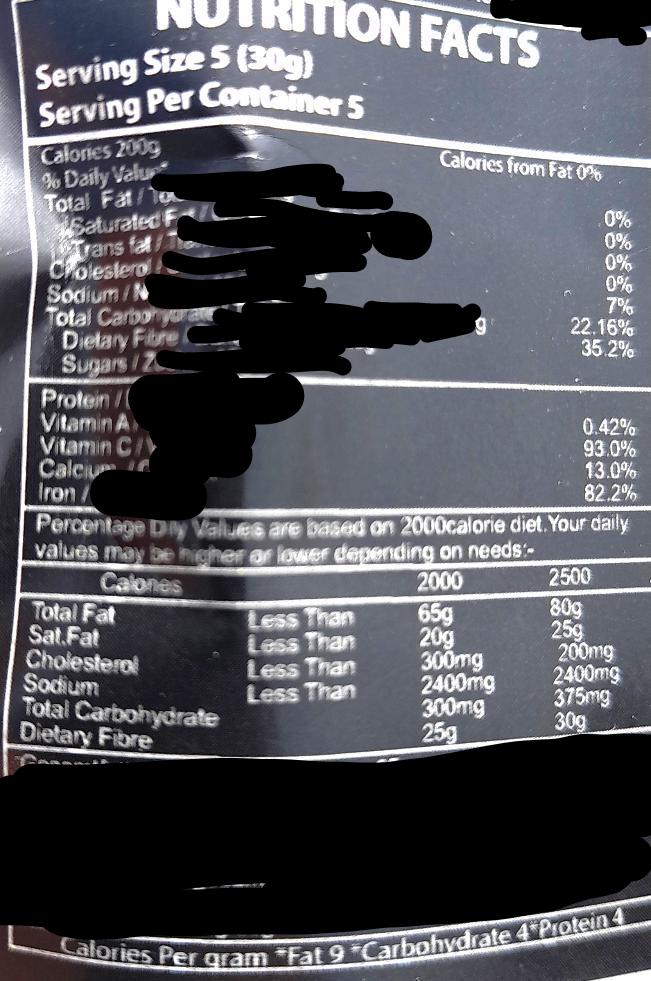 NUTRITION FACTS
Serving Size 5 (30g)
Serving Per Container 5
Calories 200g Calories from Fat 0%
% Daily Value
Total Fat / 0%
Saturated 0%
Trans fat / 0%
Cholesterol 0%
Sodium / 7%
Total Carbohydrate g 22.16%
Dietary Fibre 35.2%
Sugars /
Protein /
Vitamin A 0.42%
Vitamin C / 93.0%
Calcium / 13.0%
Iron / 82.2%
Percentage Dily Values are based on 2000calorie diet.Your daily
values may be higher or lower depending on needs:-
Calories 2000 2500
Total Fat Less Than 65g 80g
Sat.Fat Less Than 20g 25g
Cholesterol Less Than 300mg 200mg
Sodium Less Than 2400mg 2400mg
Total Carbohydrate 300mg 375mg
Dietary Fibre 25g 30g
Calories Per gram *Fat 9 *Carbohydrate 4*Protein 4